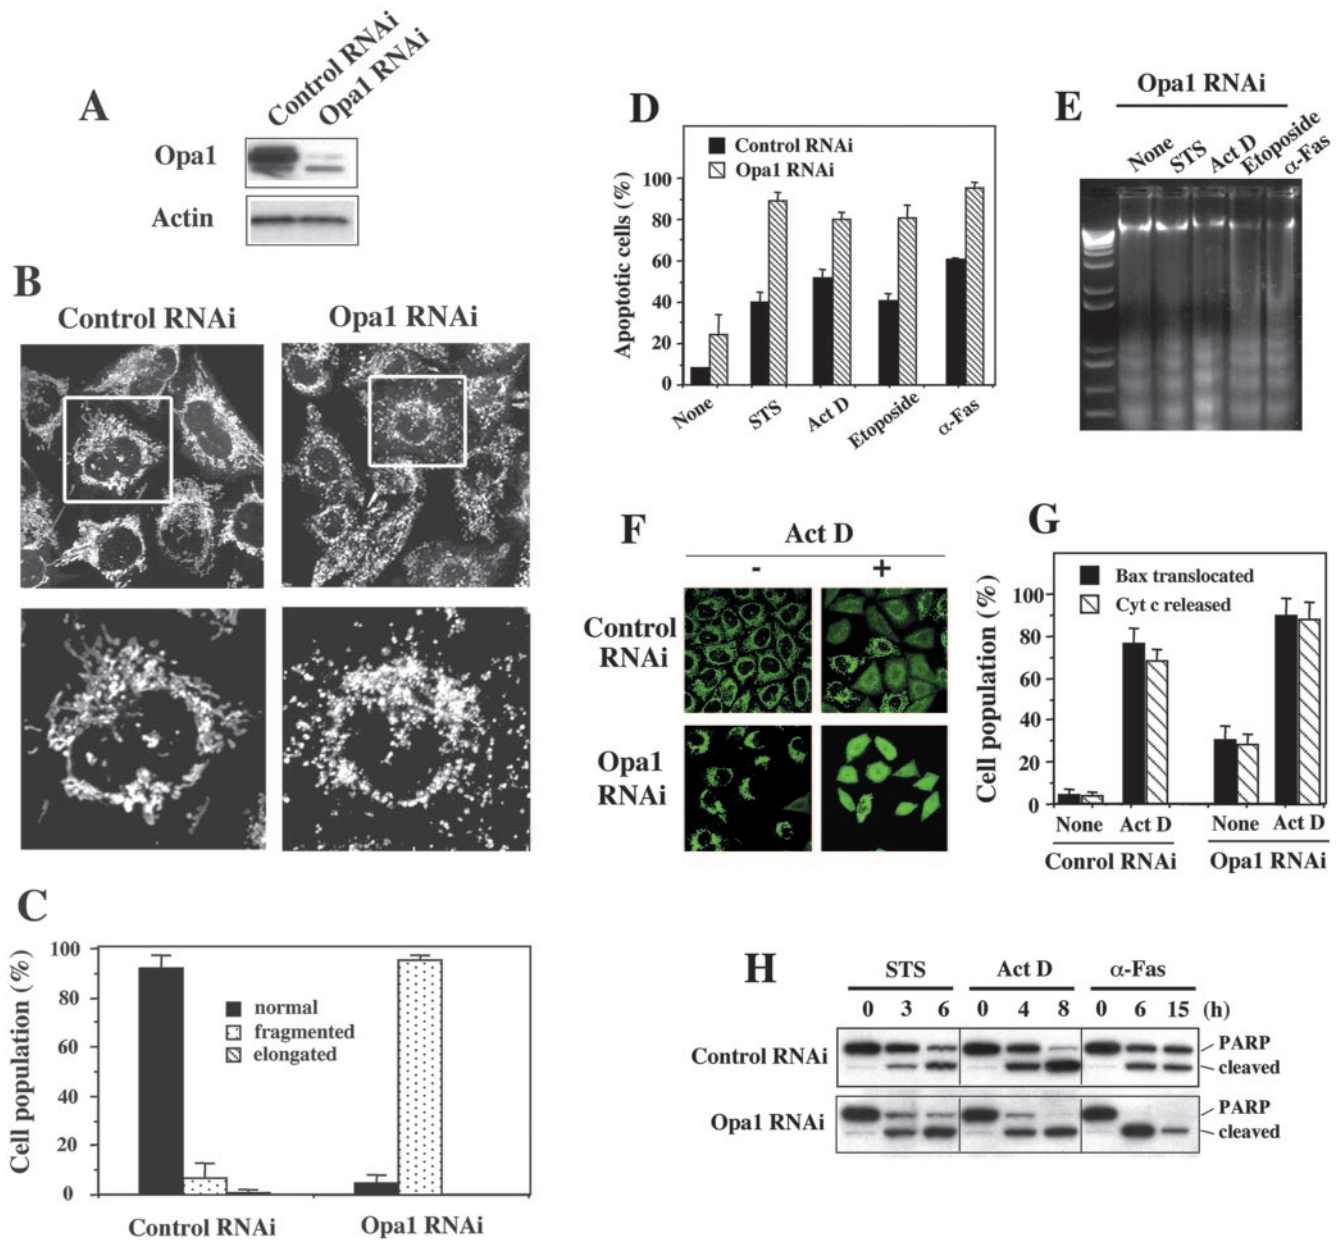 A
Control RNAi
Opa1 RNAi
Opa1
Actin
B
Control RNAi
Opa1 RNAi
C
Cell population (%)
100
80
60
40
20
0
normal
fragmented
elongated
Control RNAi
Opa1 RNAi
D
Apoptotic cells (%)
100
80
60
40
20
0
Control RNAi
Opa1 RNAi
None
STS
Act D
Etoposide
α-Fas
E
Opa1 RNAi
None
STS
Act D
Etoposide
α-Fas
F
Act D
- +
Control
RNAi
Opa1
RNAi
G
Cell population (%)
100
80
60
40
20
0
Bax translocated
Cyt c released
None Act D None Act D
Conrol RNAi Opa1 RNAi
H
STS Act D α-Fas
0 3 6 0 4 8 0 6 15 (h)
Control RNAi
PARP
cleaved
Opa1 RNAi
PARP
cleaved